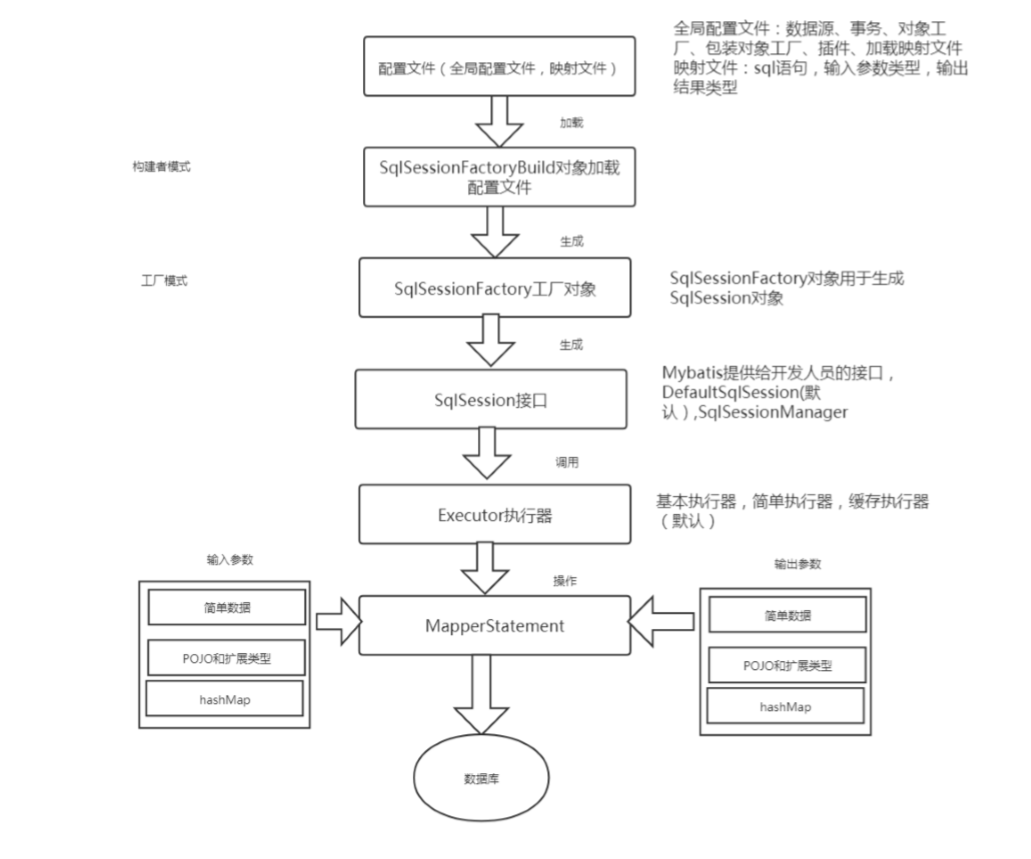 全局配置文件：数据源、事务、对象工
厂、包装对象工厂、插件、加载映射文件
映射文件：sql语句，输入参数类型，输出
结果类型
配置文件（全局配置文件，映射文件）
加载
构建者模式
SqlSessionFactoryBuild对象加载
配置文件
生成
工厂模式
SqlSessionFactory工厂对象
SqlSessionFactory对象用于生成
SqlSession对象
生成
SqlSession接口
Mybatis提供给开发人员的接口，
DefaultSqlSession(默
认）,SqlSessionManager
调用
Executor执行器
基本执行器，简单执行器，缓存执行器
（默认）
操作
输入参数
简单数据
POJO和扩展类型
hashMap
MapperStatement
输出参数
简单数据
POJO和扩展类型
hashMap
数据库